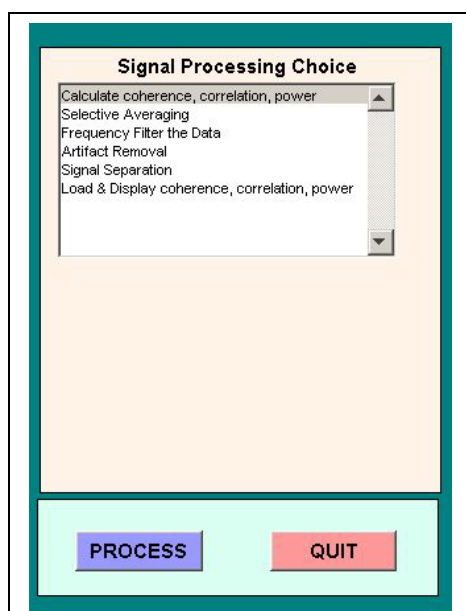 Signal Processing Choice
Calculate coherence, correlation, power
Selective Averaging
Frequency Filter the Data
Artifact Removal
Signal Separation
Load & Display coherence, correlation, power
PROCESS
QUIT